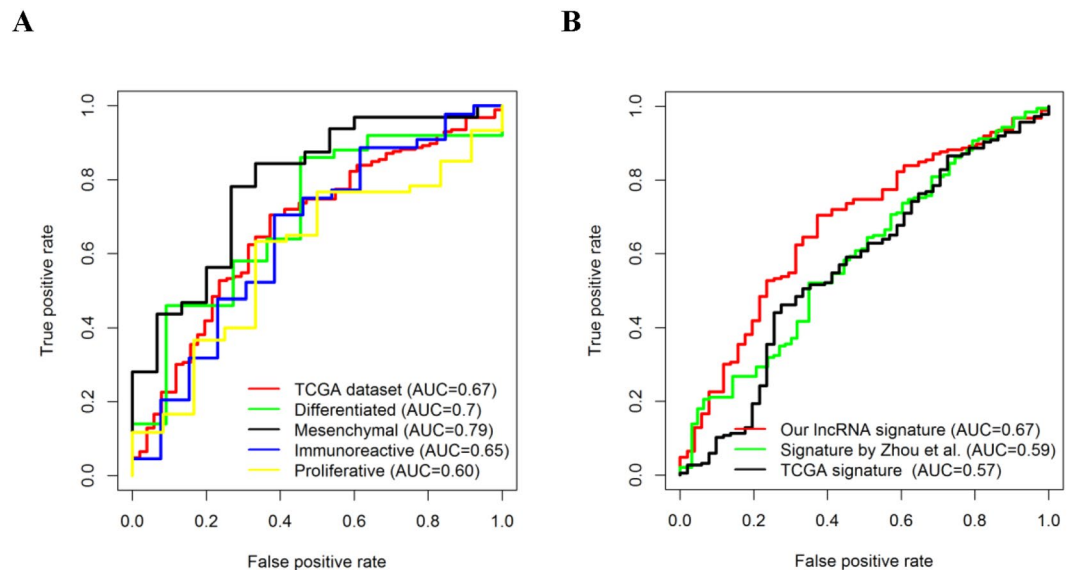 A
B
True positive rate
1.0
0.8
0.6
0.4
0.2
0.0
TCGA dataset (AUC=0.67)
Differentiated (AUC=0.7)
Mesenchymal (AUC=0.79)
Immunoreactive (AUC=0.65)
Proliferative (AUC=0.60)
0.0 0.2 0.4 0.6 0.8 1.0
False positive rate
True positive rate
1.0
0.8
0.6
0.4
0.2
0.0
Our lncRNA signature (AUC=0.67)
Signature by Zhou et al. (AUC=0.59)
TCGA signature (AUC=0.57)
0.0 0.2 0.4 0.6 0.8 1.0
False positive rate